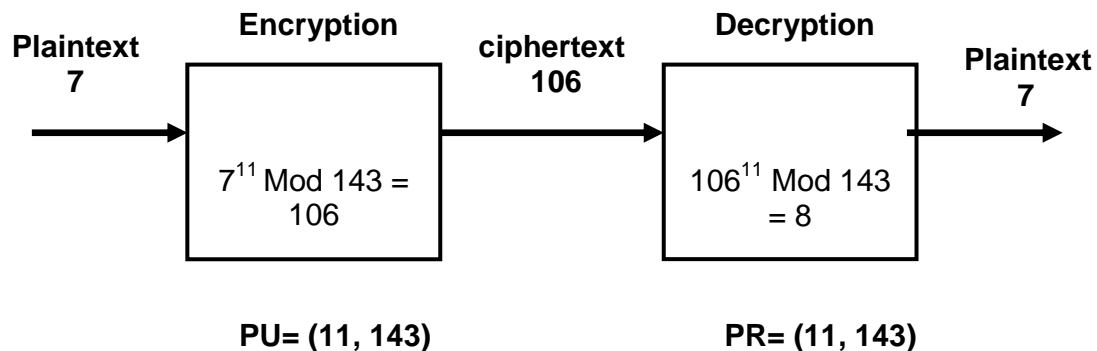 Encryption
Decryption
Plaintext
7
ciphertext
106
Plaintext
7
7^11 Mod 143 =
106
106^11 Mod 143
= 8
PU= (11, 143)
PR= (11, 143)